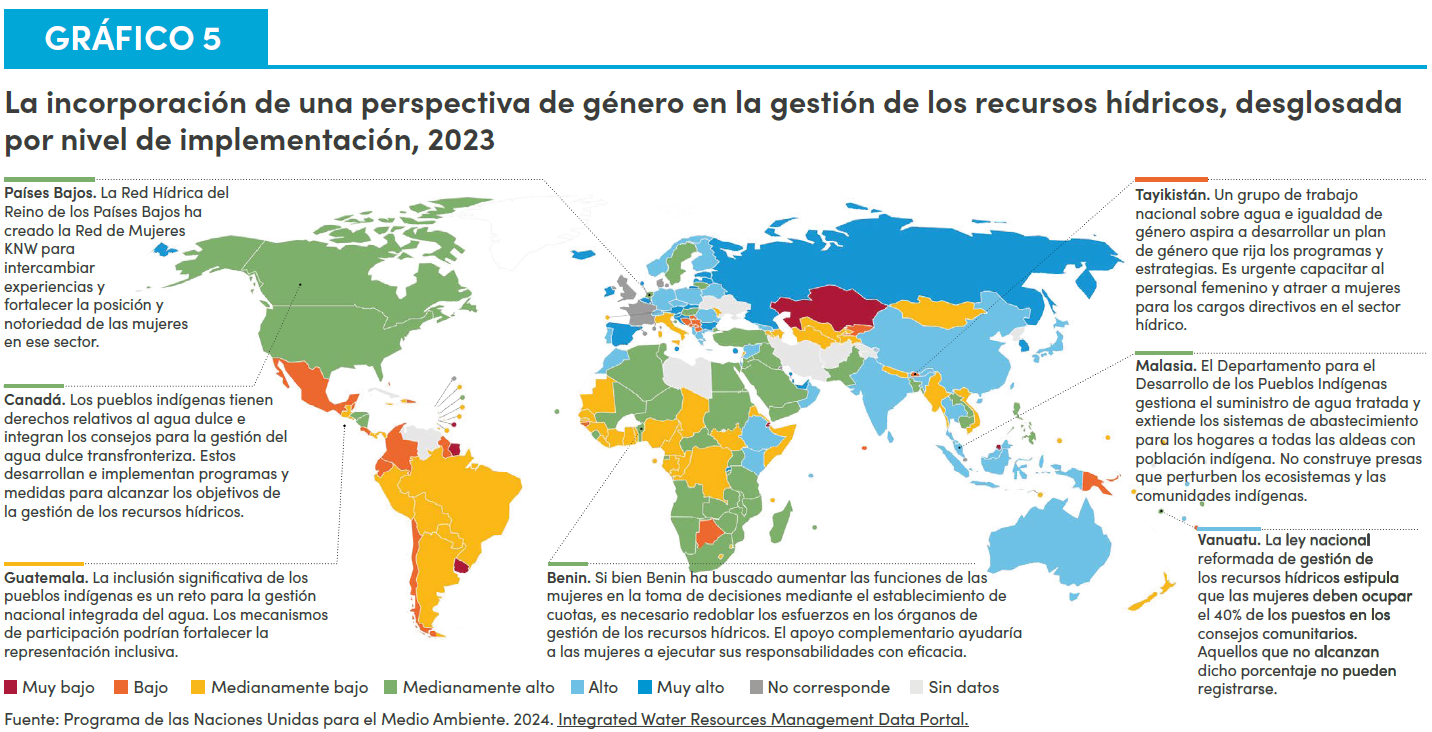 GRÁFICO 5
La incorporación de una perspectiva de género en la gestión de los recursos hídricos, desglosada
por nivel de implementación, 2023
Países Bajos. La Red Hídrica del
Reino de los Países Bajos ha
creado la Red de Mujeres
KNW para
intercambiar
experiencias y
fortalecer la posición y
notoriedad de las mujeres
en ese sector.
Canadá. Los pueblos indígenas tienen
derechos relativos al agua dulce e
integran los consejos para la gestión del
agua dulce transfronteriza. Estos
desarrollan e implementan programas y
medidas para alcanzar los objetivos de
la gestión de los recursos hídricos.
Guatemala. La inclusión significativa de los
pueblos indígenas es un reto para la gestión
nacional integrada del agua. Los mecanismos
de participación podrían fortalecer la
representación inclusiva.
Benin. Si bien Benin ha buscado aumentar las funciones de las
mujeres en la toma de decisiones mediante el establecimiento de
cuotas, es necesario redoblar los esfuerzos en los órganos de
gestión de los recursos hídricos. El apoyo complementario ayudaría
a las mujeres a ejecutar sus responsabilidades con eficacia.
Tayikistán. Un grupo de trabajo
nacional sobre agua e igualdad de
género aspira a desarrollar un plan
de género que rija los programas y
estrategias. Es urgente capacitar al
personal femenino y atraer a mujeres
para los cargos directivos en el sector
hídrico.
Malasia. El Departamento para el
Desarrollo de los Pueblos Indígenas
gestiona el suministro de agua tratada y
extiende los sistemas de abastecimiento
para los hogares a todas las aldeas con
población indígena. No construye presas
que perturben los ecosistemas y las
comunidades indígenas.
Vanuatu. La ley nacional
reformada de gestión de
los recursos hídricos estipula
que las mujeres deben ocupar
el 40% de los puestos en los
consejos comunitarios.
Aquellos que no alcanzan
dicho porcentaje no pueden
registrarse.
Muy bajo Bajo Medianamente bajo Medianamente alto Alto Muy alto No corresponde Sin datos
Fuente: Programa de las Naciones Unidas para el Medio Ambiente. 2024. Integrated Water Resources Management Data Portal.